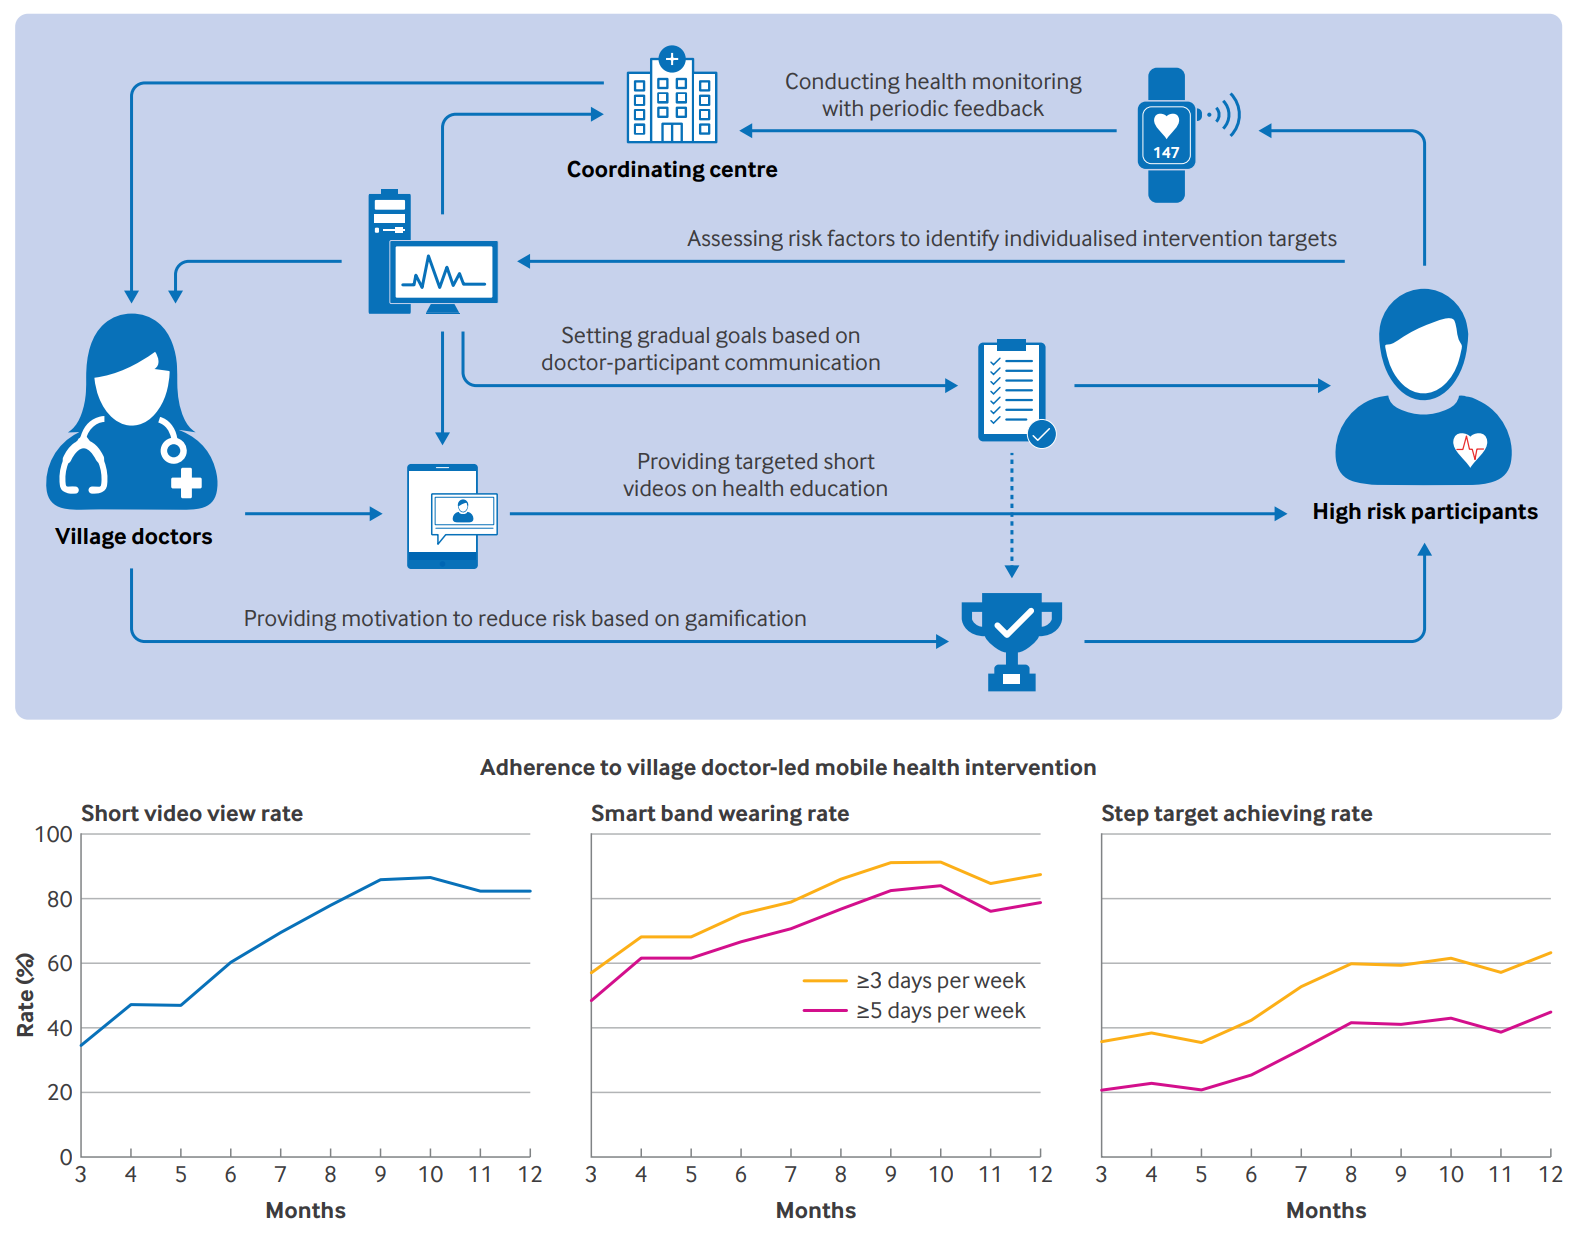 Conducting health monitoring
with periodic feedback
147
Coordinating centre
Assessing risk factors to identify individualised intervention targets
Setting gradual goals based on
doctor-participant communication
Providing targeted short
videos on health education
High risk participants
Village doctors
Providing motivation to reduce risk based on gamification
Adherence to village doctor-led mobile health intervention
Short video view rate
Rate (%)
100
80
60
40
20
0
3 4 5 6 7 8 9 10 11 12
Months
Smart band wearing rate
≥3 days per week
≥5 days per week
3 4 5 6 7 8 9 10 11 12
Months
Step target achieving rate
3 4 5 6 7 8 9 10 11 12
Months